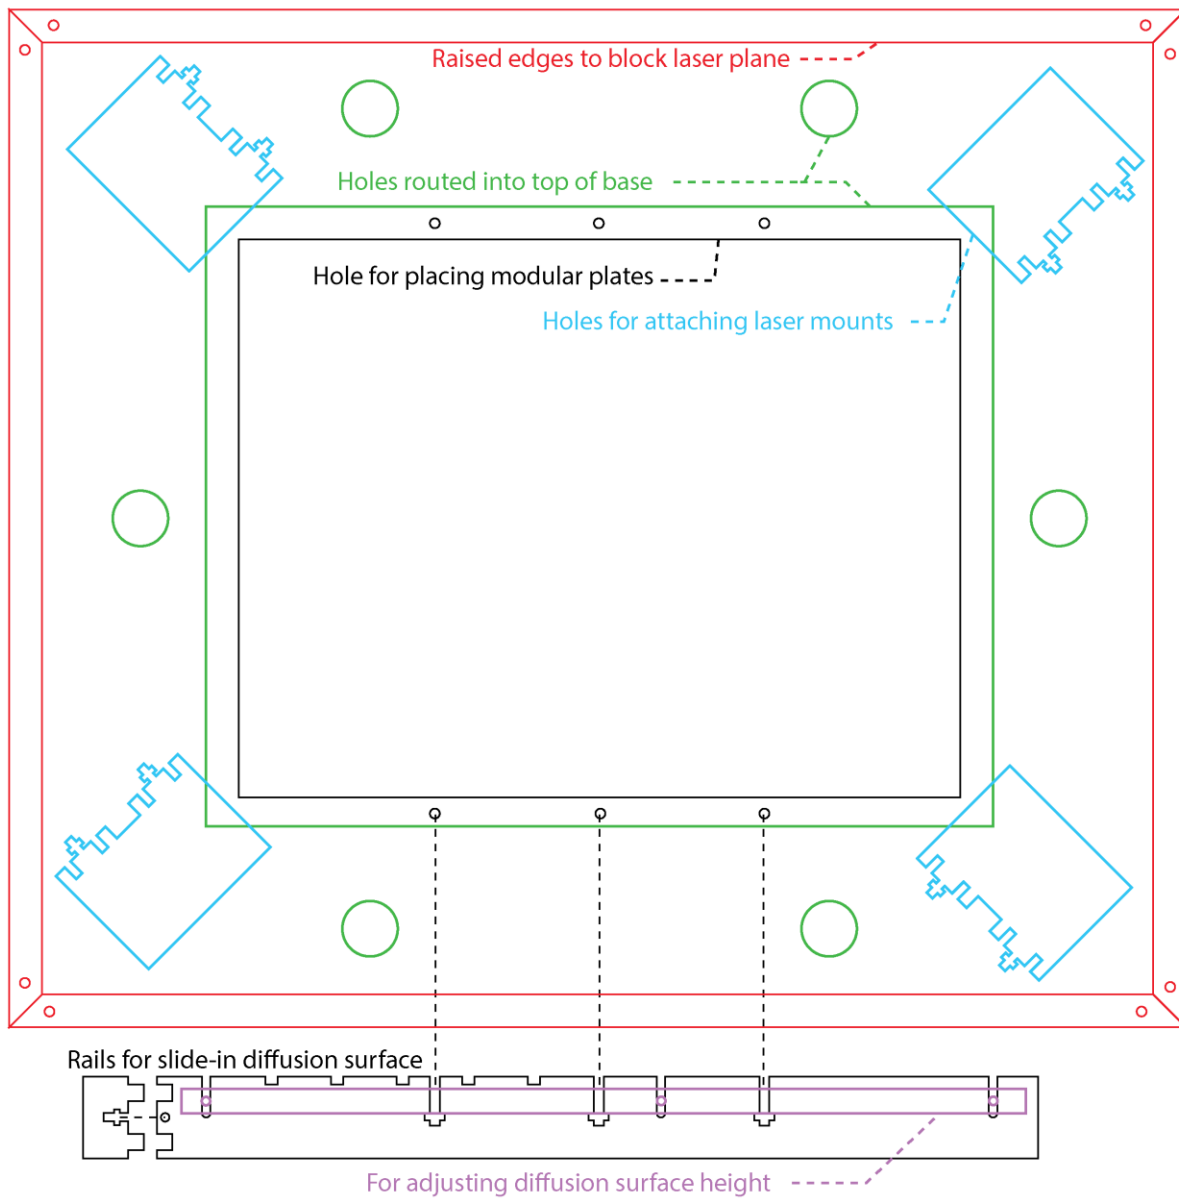 Raised edges to block laser plane
Holes routed into top of base
Hole for placing modular plates
Holes for attaching laser mounts
Rails for slide-in diffusion surface
For adjusting diffusion surface height